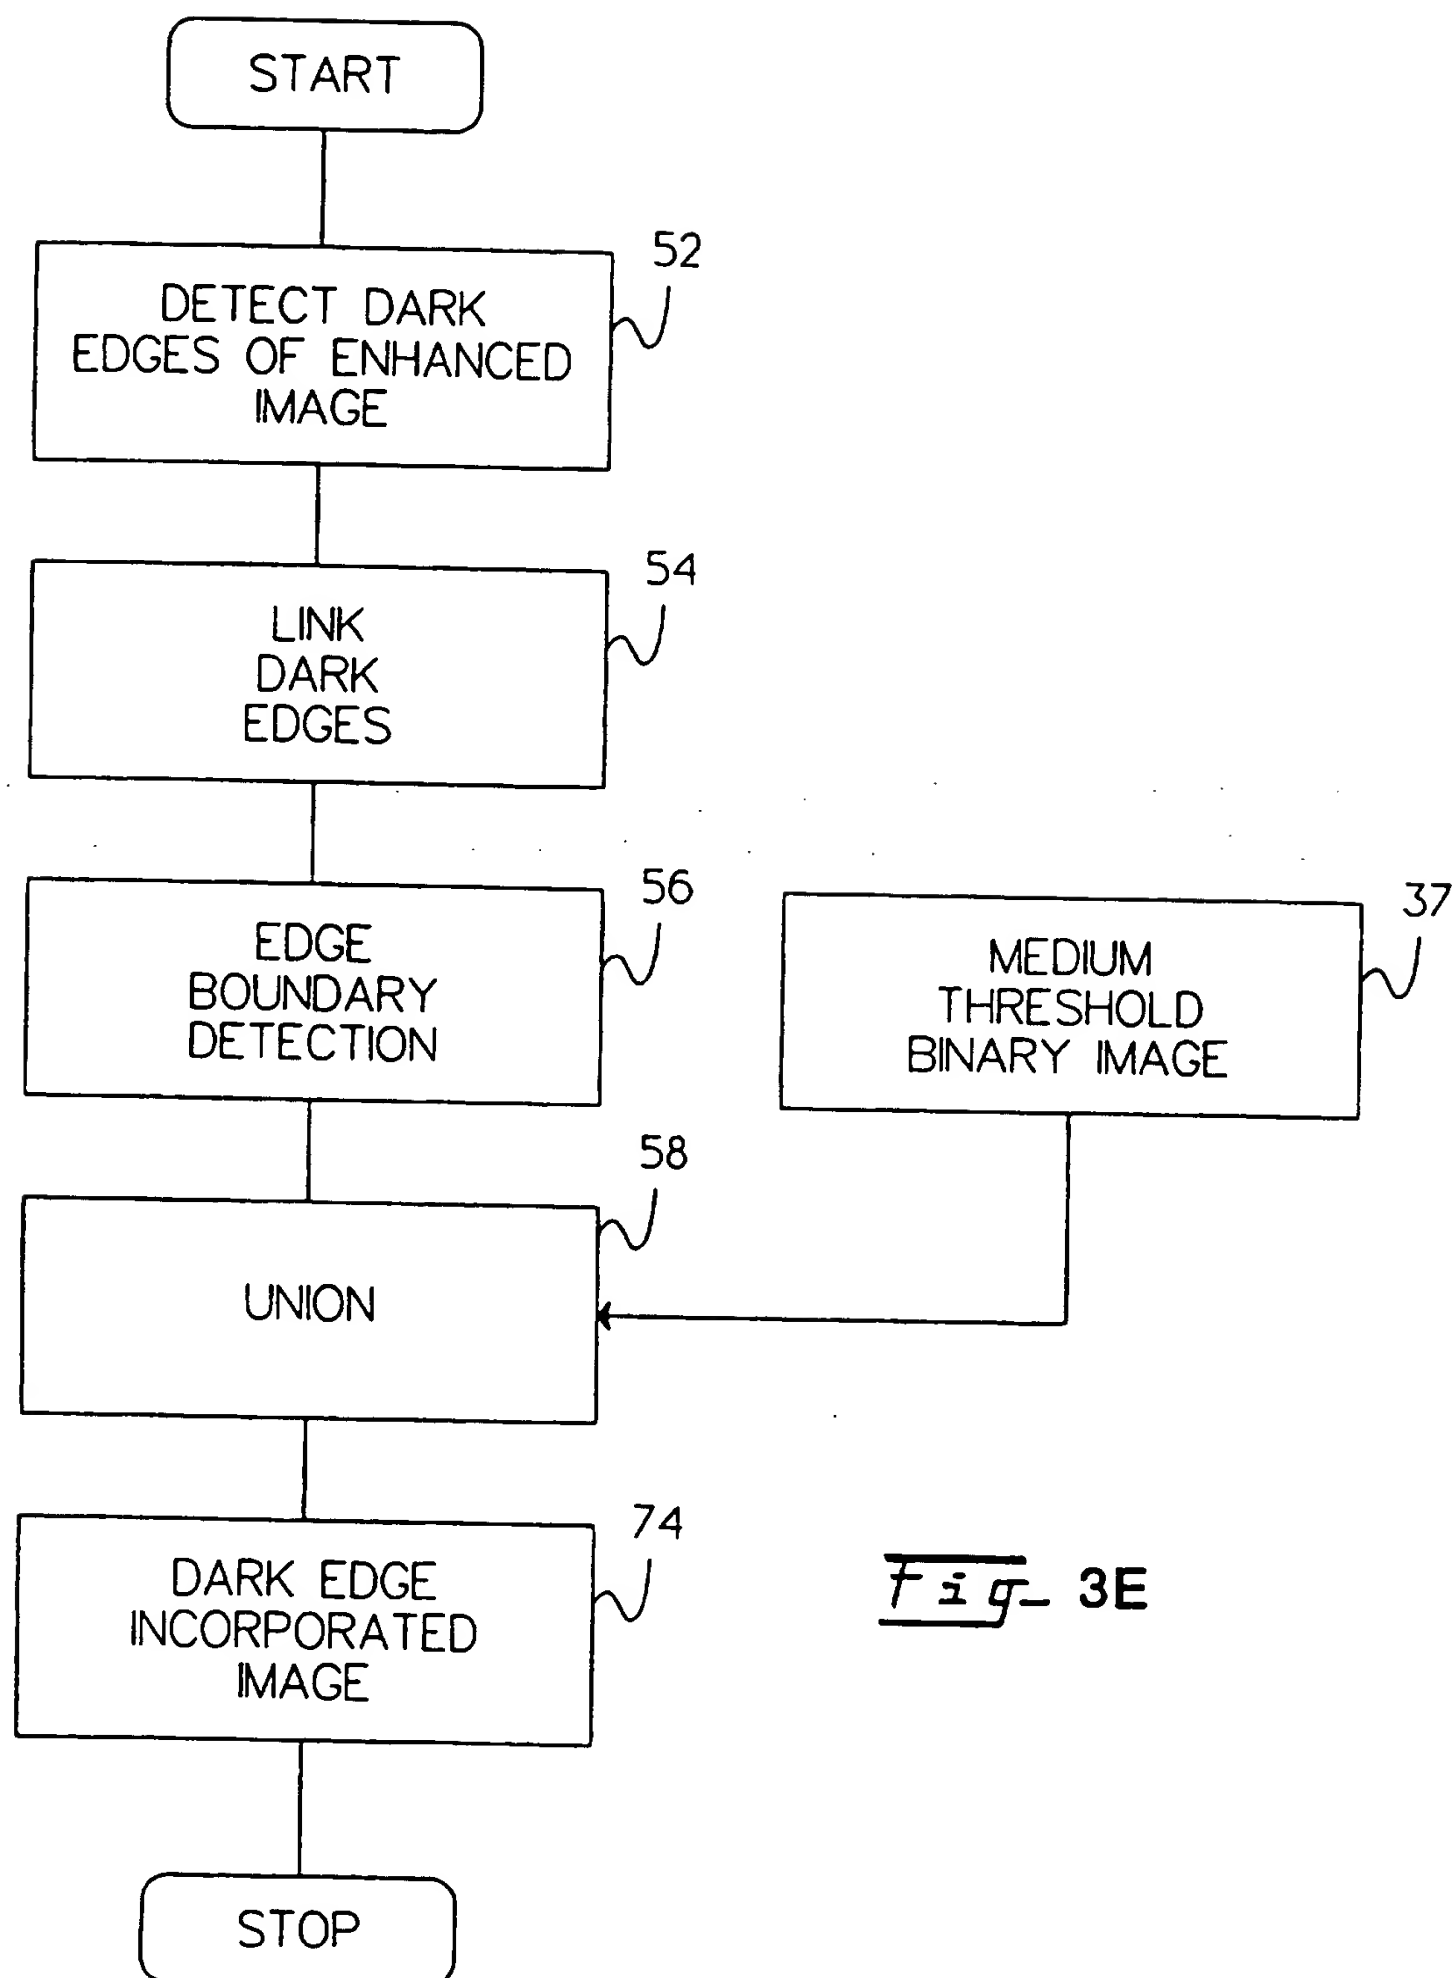 START
52
DETECT DARK
EDGES OF ENHANCED
IMAGE
54
LINK
DARK
EDGES
56
EDGE
BOUNDARY
DETECTION
37
MEDIUM
THRESHOLD
BINARY IMAGE
58
UNION
74
DARK EDGE
INCORPORATED
IMAGE
Fig- 3E
STOP